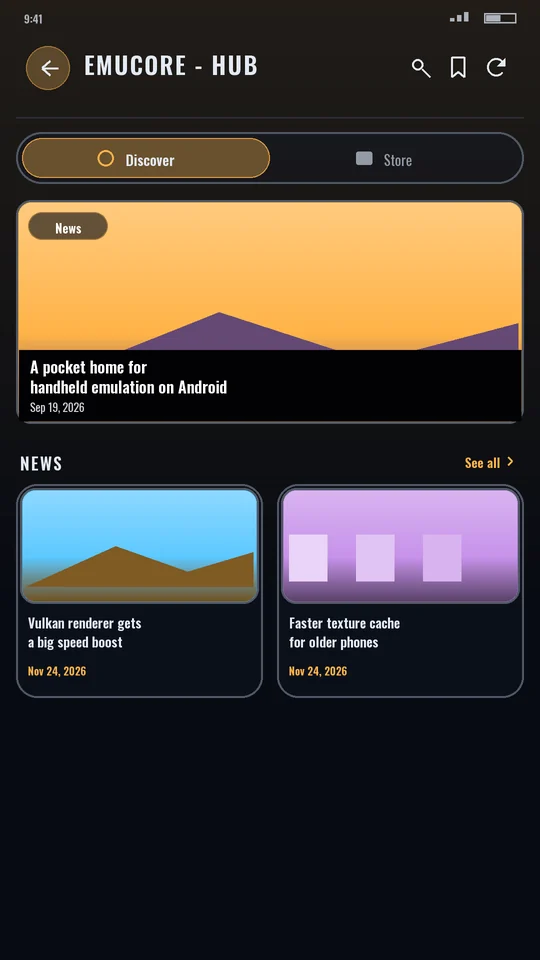 9:41
EMUCORE - HUB
Discover
Store
News
A pocket home for
handheld emulation on Android
Sep 19, 2026
NEWS
See all
Vulkan renderer gets
a big speed boost
Nov 24, 2026
Faster texture cache
for older phones
Nov 24, 2026